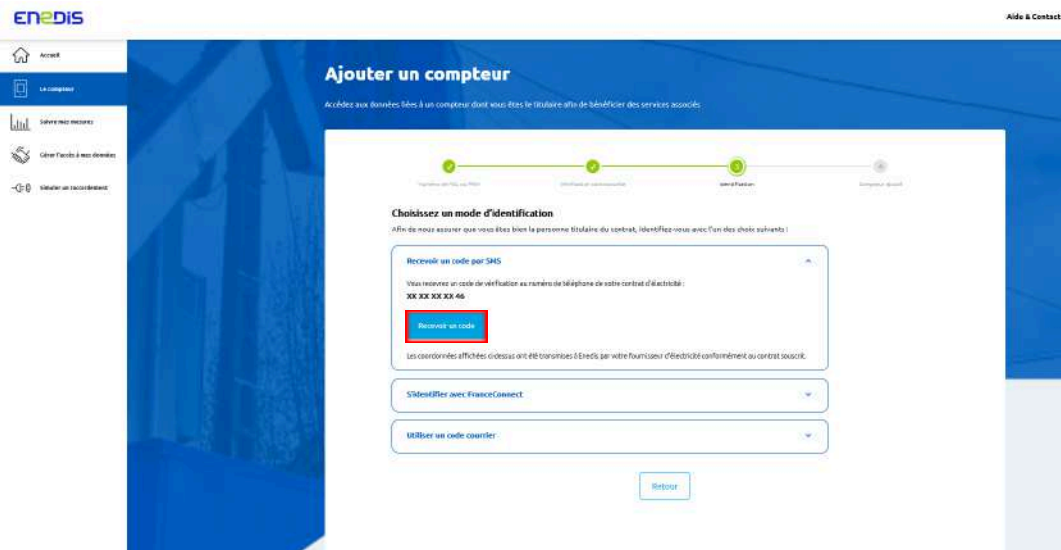 ENEDIS
Aide & Contact
Accueil
Le compteur
Suivre mes mesures
Gérer l'accès à mes données
Simuler un raccordement
Ajouter un compteur
Accédez aux données liées à un compteur dont vous êtes le titulaire afin de bénéficier des services associés
Identification
Choisissez un mode d'identification
Afin de nous assurer que vous êtes bien la personne titulaire du contrat, identifiez-vous avec l'un des choix suivants :
Recevoir un code par SMS
Vous recevrez un code de vérification au numéro de téléphone de votre contrat d'électricité :
XX XX XX XX 46
Recevoir un code
Les coordonnées affichées ci-dessus ont été transmises à Enedis par votre fournisseur d'électricité conformément au contrat souscrit.
S'identifier avec FranceConnect
Utiliser un code courrier
Retour